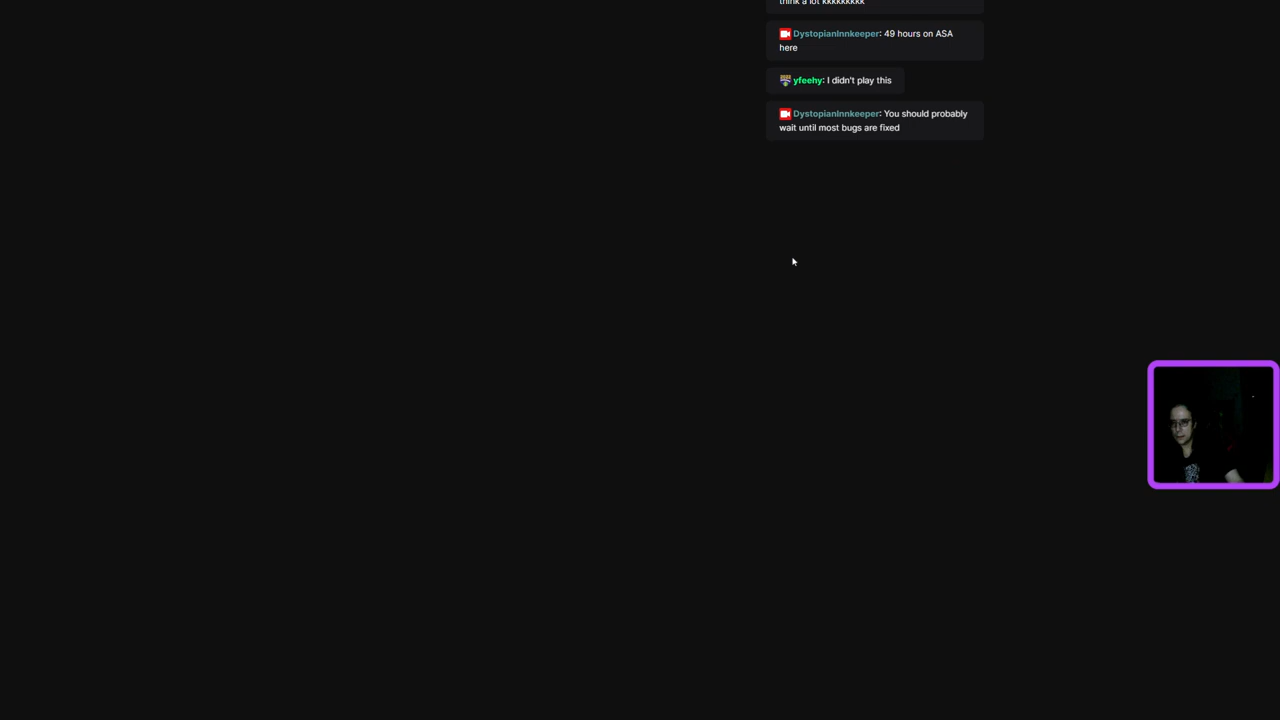 think a lot kkkkkkkkk
DystopianInnkeeper: 49 hours on ASA
here
yfeehy: I didn't play this
DystopianInnkeeper: You should probably
wait until most bugs are fixed